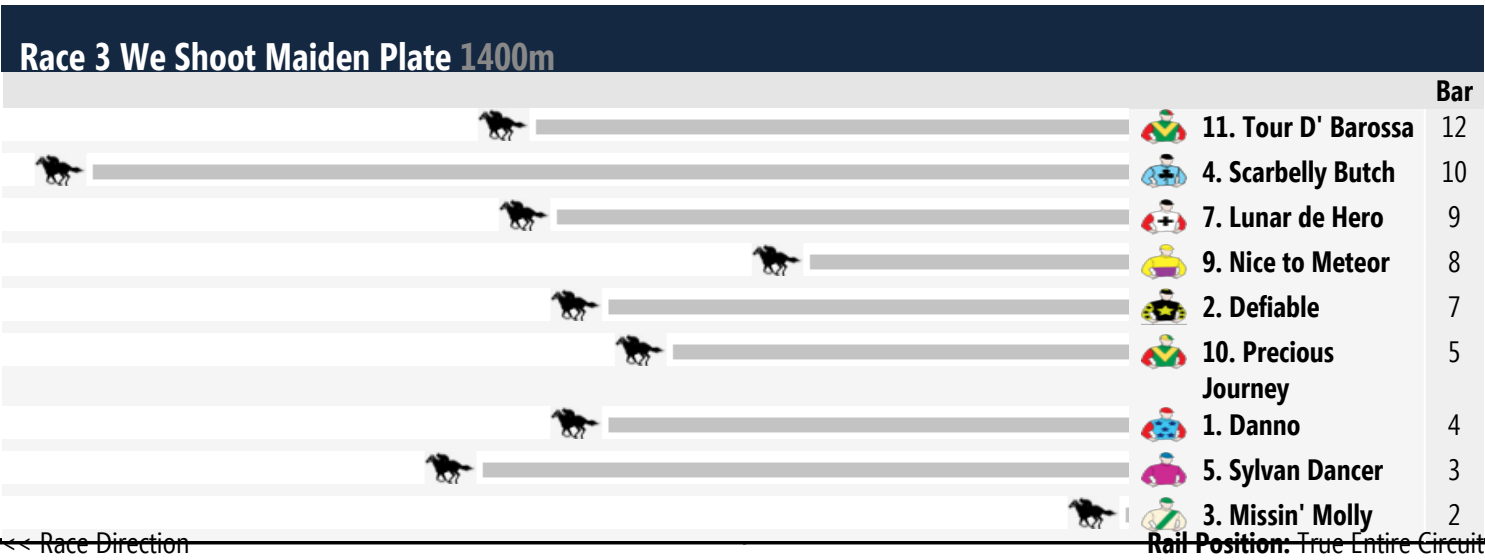 Race 3 We Shoot Maiden Plate 1400m
Bar
11. Tour D' Barossa 12
4. Scarbelly Butch 10
7. Lunar de Hero 9
9. Nice to Meteor 8
2. Defiable 7
10. Precious 5
Journey
1. Danno 4
5. Sylvan Dancer 3
3. Missin' Molly 2
<< Race Direction Rail Position: True Entire Circuit